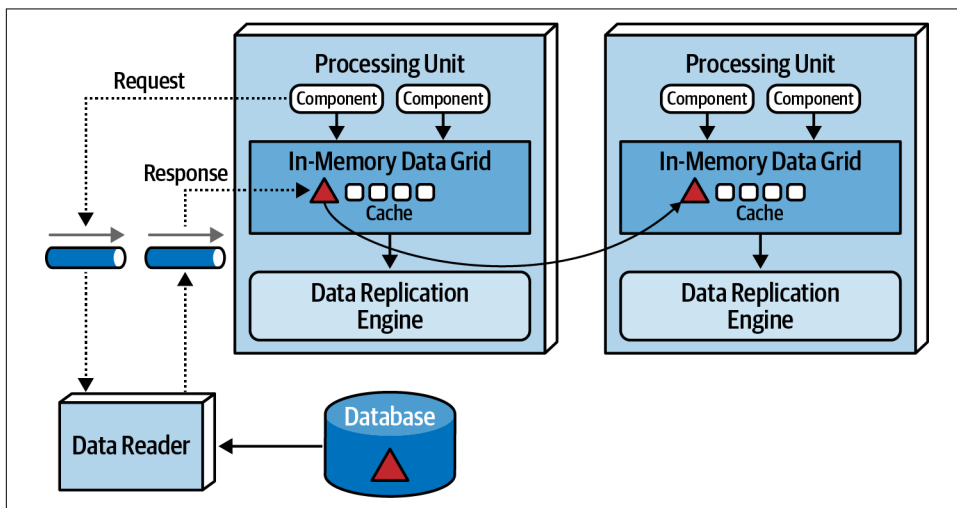 Processing Unit
Component
Component
In-Memory Data Grid
Cache
Data Replication
Engine
Processing Unit
Component
Component
In-Memory Data Grid
Cache
Data Replication
Engine
Request
Response
Data Reader
Database